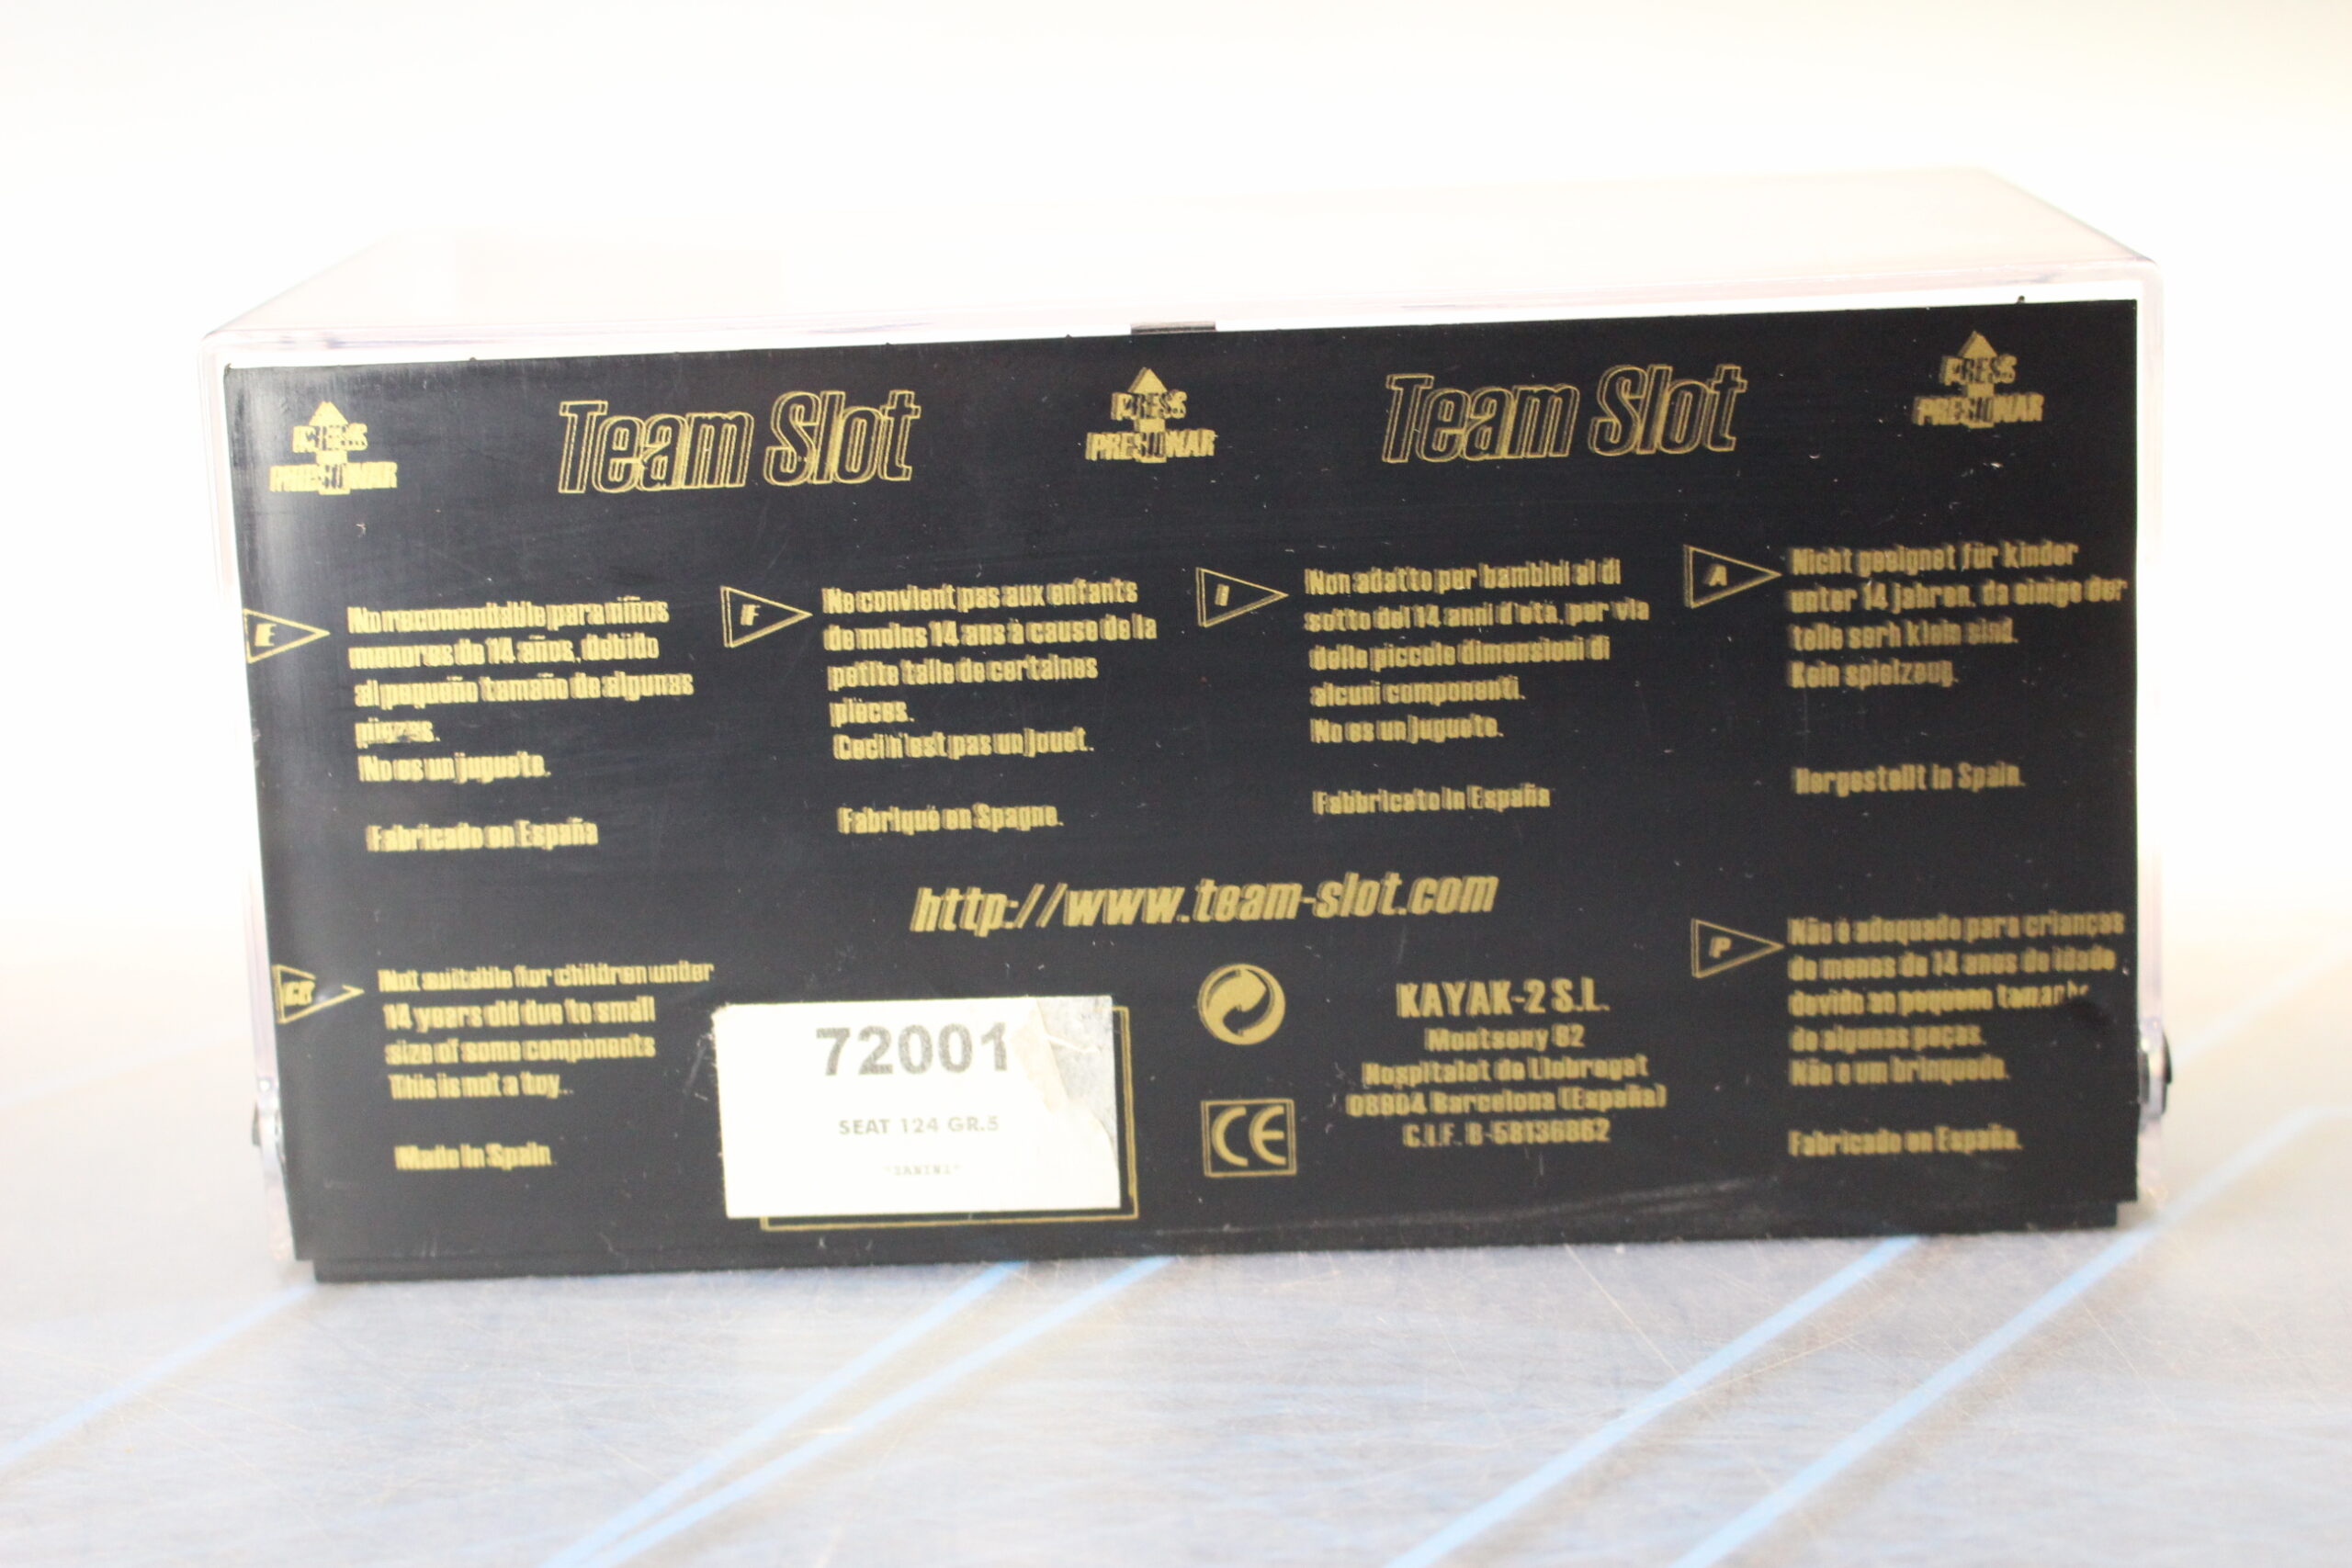 PRESS
PRESIONAR
Team Slot
PRESS
PRESIONAR
Team Slot
PRESS
PRESIONAR
E
No recomendable para niños
menores de 14 años, debido
al pequeño tamaño de algunas
piezas.
No es un juguete.
Fabricado en España
F
Ne convient pas aux enfants
de moins 14 ans à cause de la
petite taille de certaines
pièces.
Ceci n'est pas un jouet.
Fabriqué en Spagne.
I
Non adatto per bambini al di
sotto del 14 anni d'età, per via
delle piccole dimensioni di
alcuni componenti.
No es un juguete.
Fabbricato in España
A
Nicht geeignet für kinder
unter 14 jahren, da einige der
teile serh klein sind.
Kein spielzeug.
Hergestellt in Spain.
http://www.team-slot.com
GB
Not suitable for children under
14 years old due to small
size of some components
This is not a toy..
Made in Spain
72001
SEAT 124 GR.5
CE
KAYAK-2 S.L.
Montseny 82
Hospitalet de Llobregat
08904 Barcelona (España)
C.I.F. B-58136862
P
Não é adequado para crianças
de menos de 14 anos de idade
devido ao pequeno
de algumas peças.
Não e um brinquedo.
Fabricado en España.